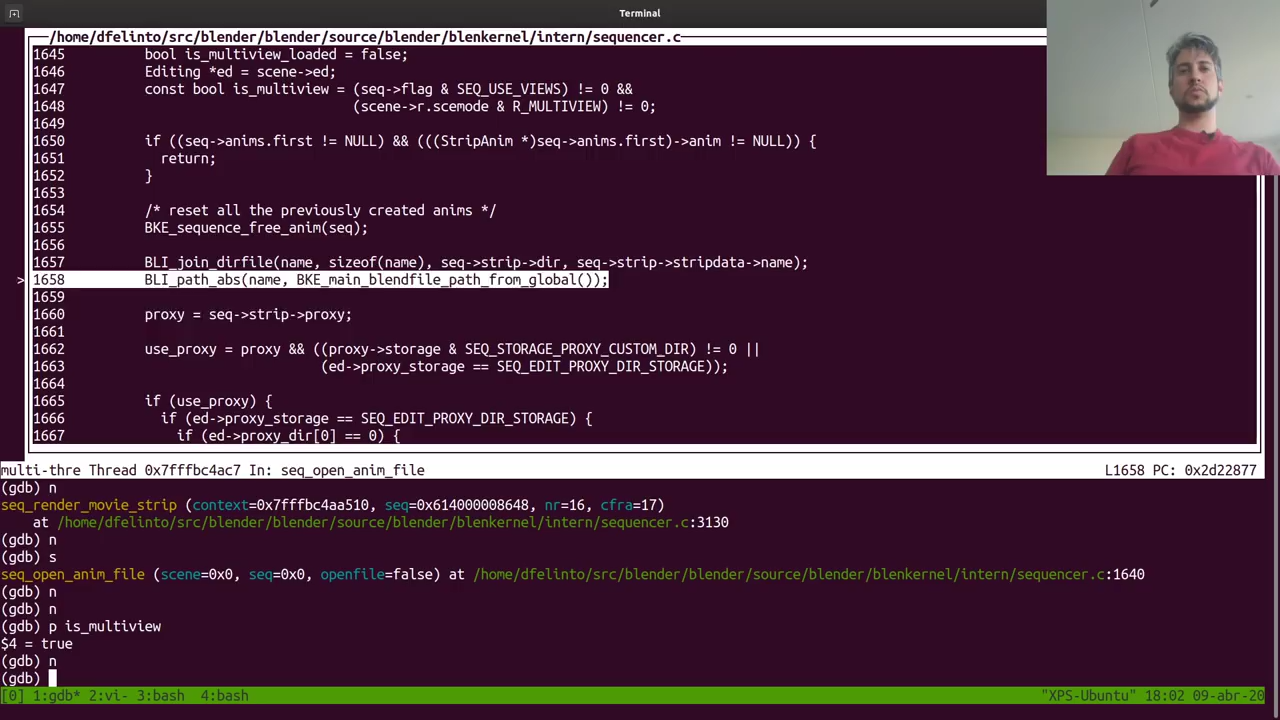 Terminal
/home/dfelinto/src/blender/blender/source/blender/blenkernel/intern/sequencer.c
1645 bool is_multiview_loaded = false;
1646 Editing *ed = scene->ed;
1647 const bool is_multiview = (seq->flag & SEQ_USE_VIEWS) != 0 &&
1648 (scene->r.scemode & R_MULTIVIEW) != 0;
1649
1650 if ((seq->anims.first != NULL) && (((StripAnim *)seq->anims.first)->anim != NULL)) {
1651 return;
1652 }
1653
1654 /* reset all the previously created anims */
1655 BKE_sequence_free_anim(seq);
1656
1657 BLI_join_dirfile(name, sizeof(name), seq->strip->dir, seq->strip->stripdata->name);
> 1658 BLI_path_abs(name, BKE_main_blendfile_path_from_global());
1659
1660 proxy = seq->strip->proxy;
1661
1662 use_proxy = proxy && ((proxy->storage & SEQ_STORAGE_PROXY_CUSTOM_DIR) != 0 ||
1663 (ed->proxy_storage == SEQ_EDIT_PROXY_DIR_STORAGE));
1664
1665 if (use_proxy) {
1666 if (ed->proxy_storage == SEQ_EDIT_PROXY_DIR_STORAGE) {
1667 if (ed->proxy_dir[0] == 0) {
multi-thre Thread 0x7fffbc4ac7 In: seq_open_anim_file L1658 PC: 0x2d22877
(gdb) n
seq_render_movie_strip (context=0x7fffbc4aa510, seq=0x614000008648, nr=16, cfra=17)
at /home/dfelinto/src/blender/blender/source/blender/blenkernel/intern/sequencer.c:3130
(gdb) n
(gdb) s
seq_open_anim_file (scene=0x0, seq=0x0, openfile=false) at /home/dfelinto/src/blender/blender/source/blender/blenkernel/intern/sequencer.c:1640
(gdb) n
(gdb) n
(gdb) p is_multiview
$4 = true
(gdb) n
(gdb)
[0] 1:gdb* 2:vi- 3:bash 4:bash "XPS-Ubuntu" 18:02 09-abr-20